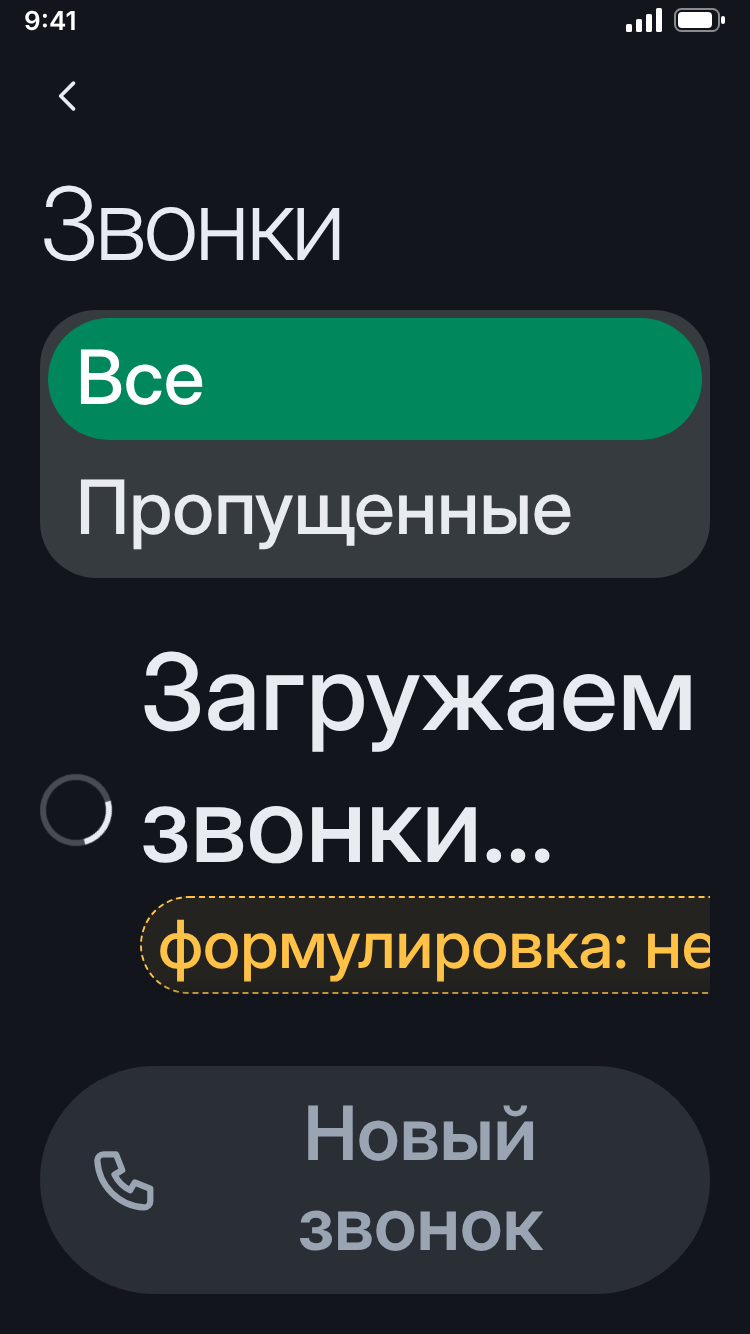 9:41
Звонки
Все
Пропущенные
Загружаем
звонки...
формулировка: не
Новый
звонок